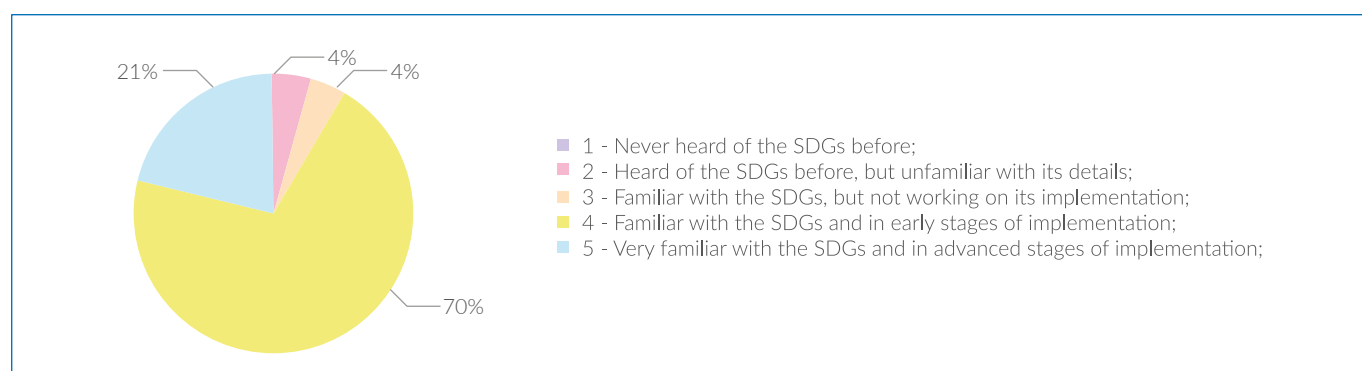 4%
21%
4%
1 - Never heard of the SDGs before;
2 - Heard of the SDGs before, but unfamiliar with its details;
3 - Familiar with the SDGs, but not working on its implementation;
4 - Familiar with the SDGs and in early stages of implementation;
5 - Very familiar with the SDGs and in advanced stages of implementation;
70%